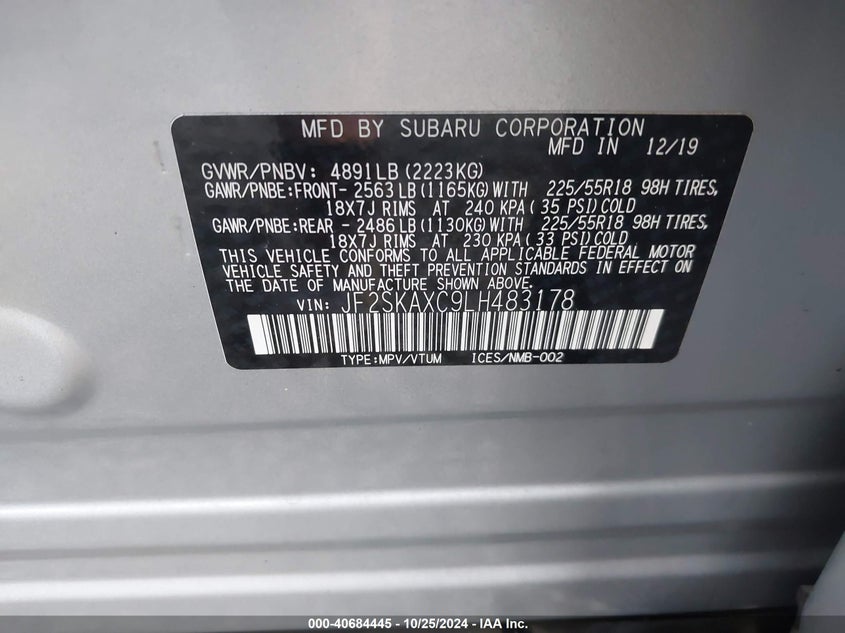 MFD BY SUBARU CORPORATION
MFD IN 12/19
GVWR/PNBV: 4891LB(2223KG)
GAWR/PNBE:FRONT- 2563LB(1165KG)WITH 225/55R18 98H TIRES,
18X7J RIMS AT 240 KPA(35 PSI)COLD
GAWR/PNBE:REAR - 2486LB(1130KG)WITH 225/55R18 98H TIRES,
18X7J RIMS AT 230 KPA(33 PSI)COLD
THIS VEHICLE CONFORMS TO ALL APPLICABLE FEDERAL MOTOR
VEHICLE SAFETY AND THEFT PREVENTION STANDARDS IN EFFECT ON
THE DATE OF MANUFACTURE SHOWN ABOVE.
VIN: JF2SKAXC9LH483178
TYPE:MPV/VTUM ICES/NMB-002
000-40684445 - 10/25/2024 - IAA Inc.